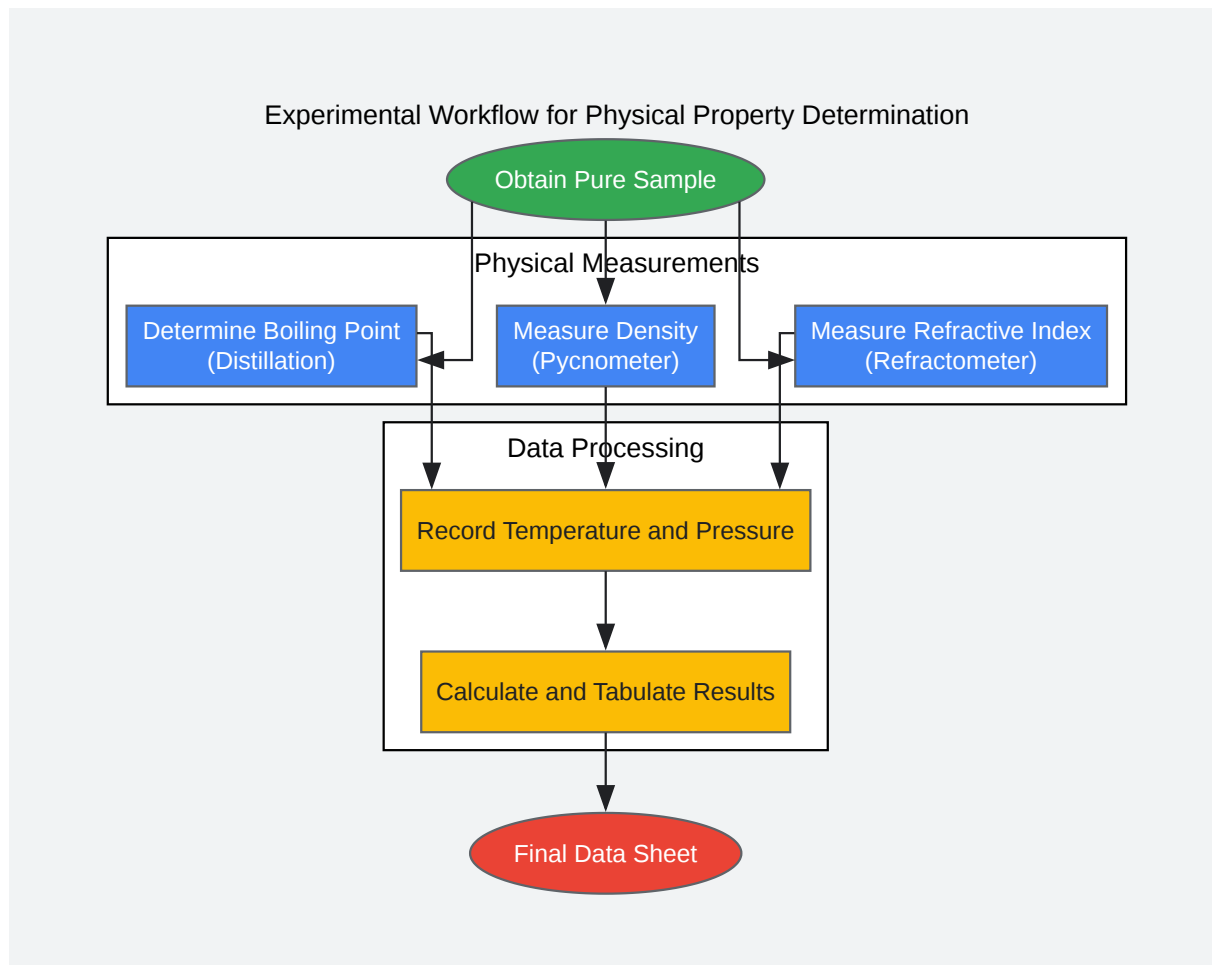 Experimental Workflow for Physical Property Determination
Obtain Pure Sample
Physical Measurements
Determine Boiling Point
(Distillation)
Measure Density
(Pycnometer)
Measure Refractive Index
(Refractometer)
Data Processing
Record Temperature and Pressure
Calculate and Tabulate Results
Final Data Sheet